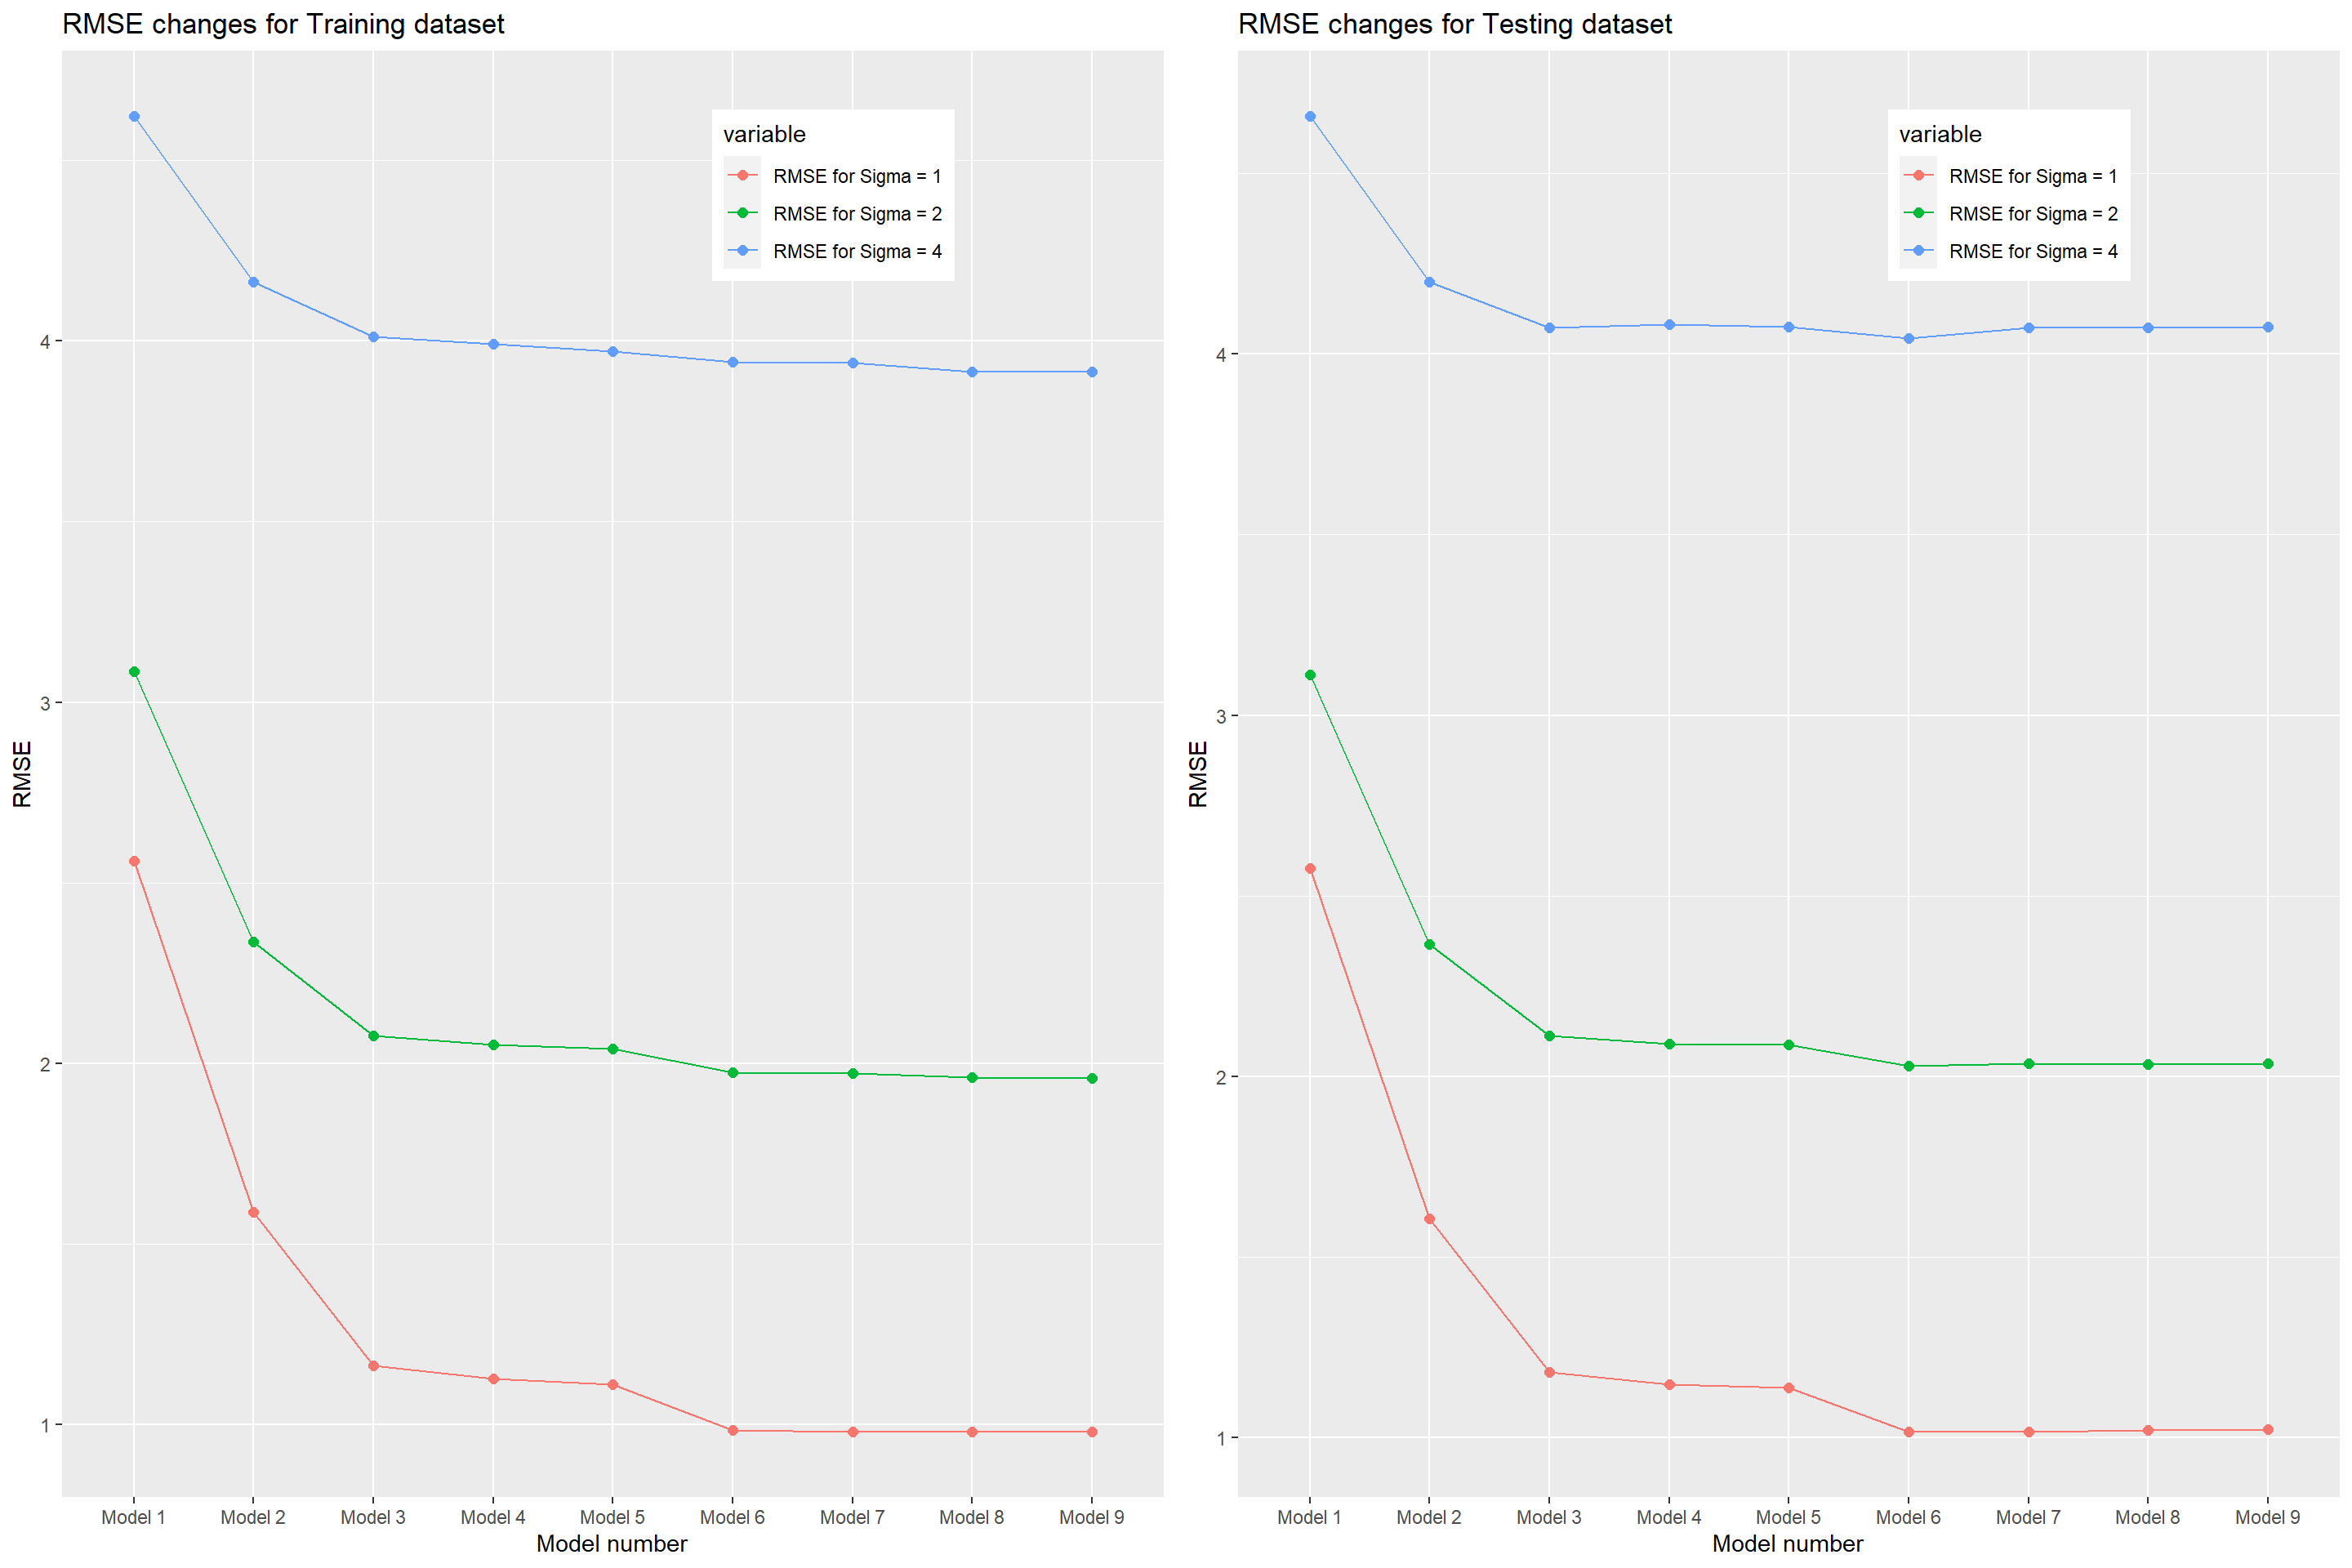 RMSE changes for Training dataset
variable
RMSE for Sigma = 1
RMSE for Sigma = 2
RMSE for Sigma = 4
4
3
2
1
RMSE
Model 1 Model 2 Model 3 Model 4 Model 5 Model 6 Model 7 Model 8 Model 9
Model number
RMSE changes for Testing dataset
variable
RMSE for Sigma = 1
RMSE for Sigma = 2
RMSE for Sigma = 4
4
3
2
1
RMSE
Model 1 Model 2 Model 3 Model 4 Model 5 Model 6 Model 7 Model 8 Model 9
Model number